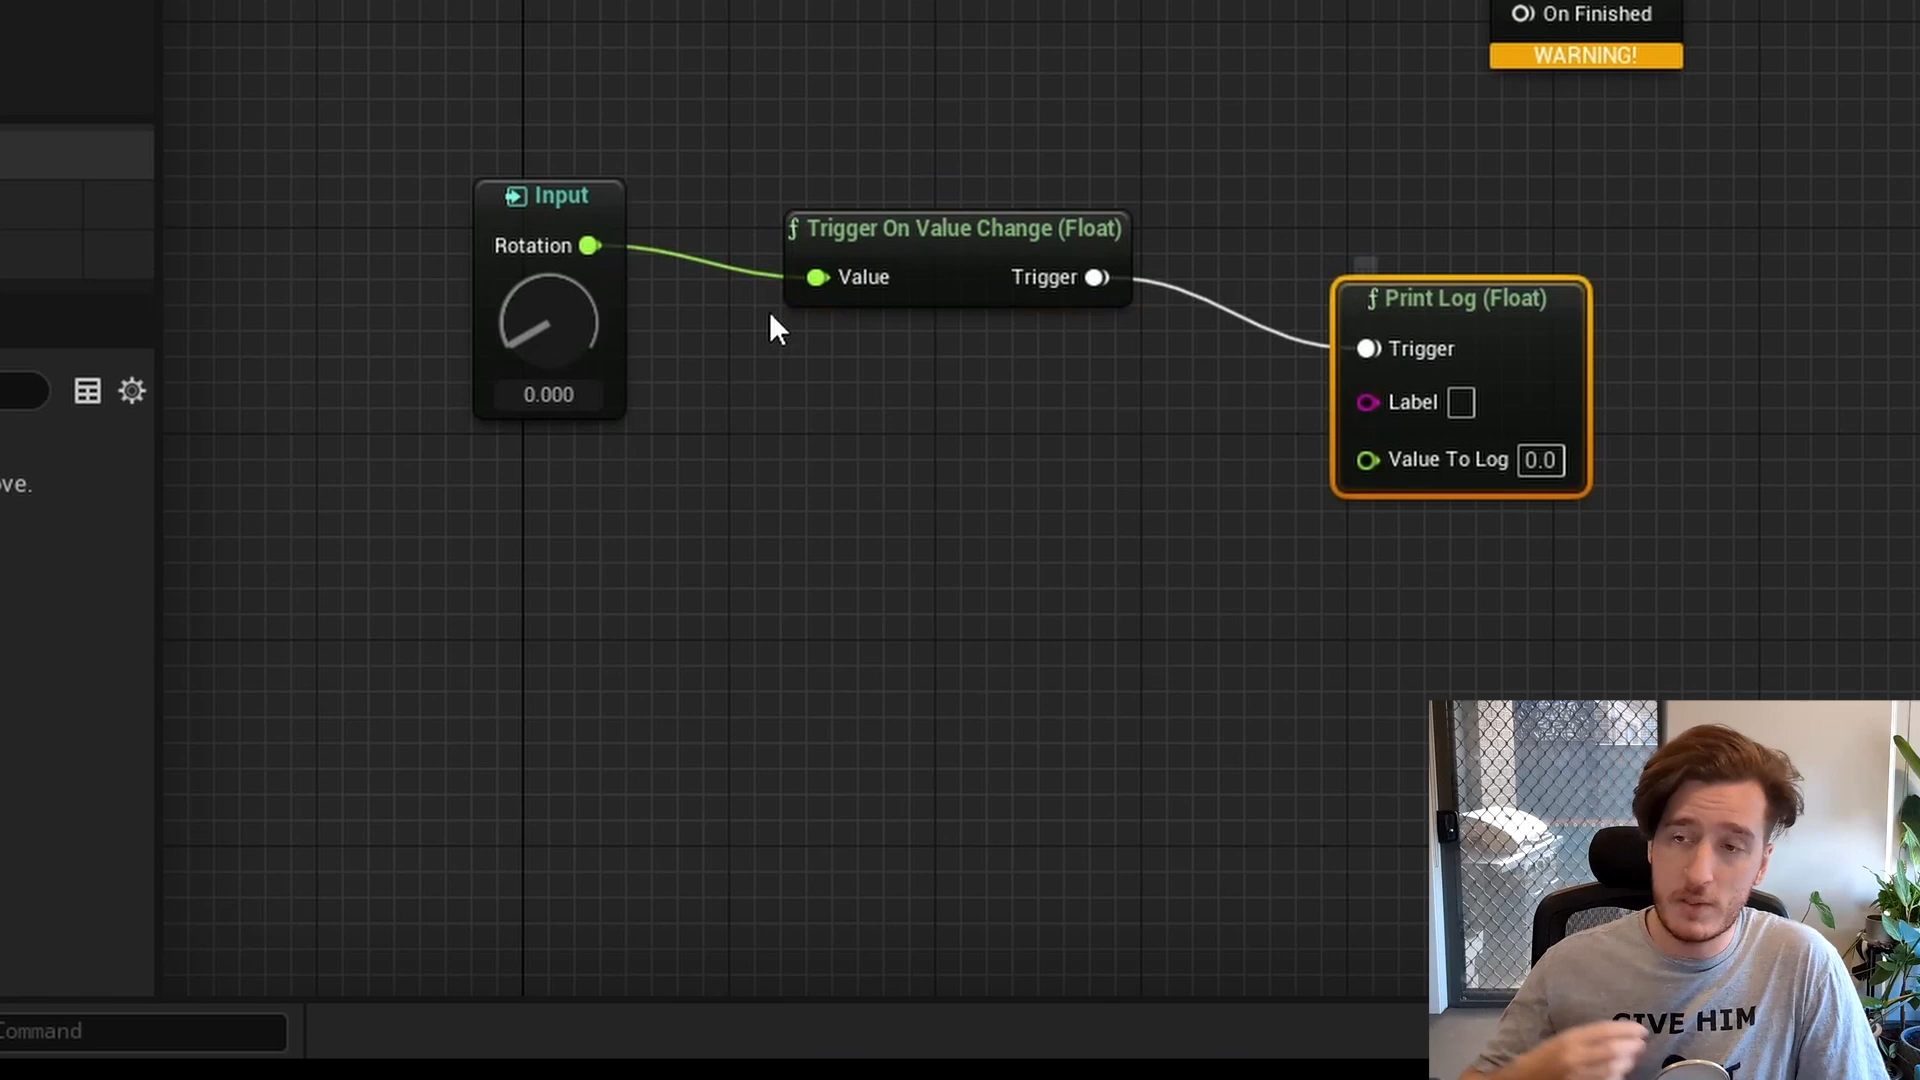 On Finished
WARNING!
Input
Rotation
0.000
Trigger On Value Change (Float)
Value
Trigger
Print Log (Float)
Trigger
Label
Value To Log 0.0
ove.
Command
GIVE HIM